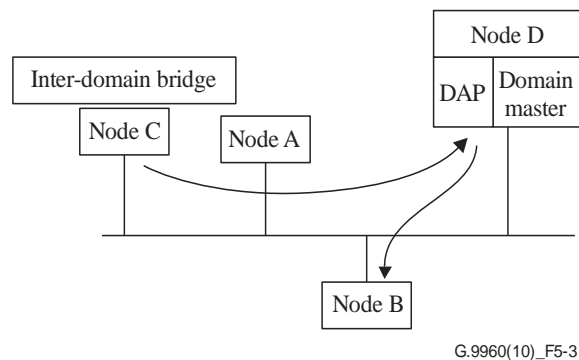 Node D
Inter-domain bridge
DAP
Domain
master
Node C
Node A
Node B
G.9960(10)_F5-3